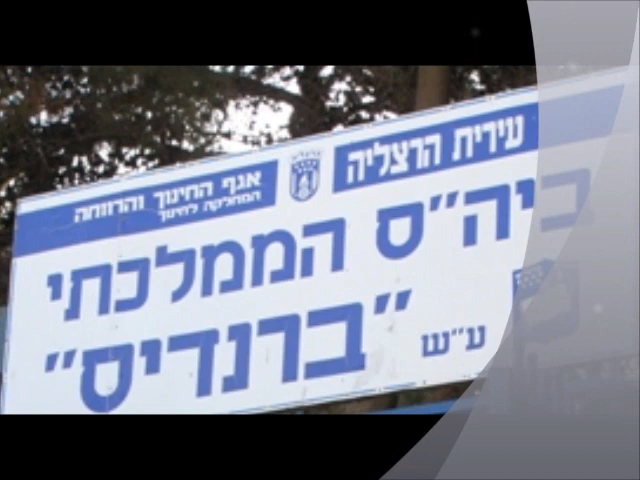 עירית הרצליה
אגף החינוך והרווחה
המחלקה לחינוך
ביה"ס הממלכתי
ע"ש "ברנדיס"